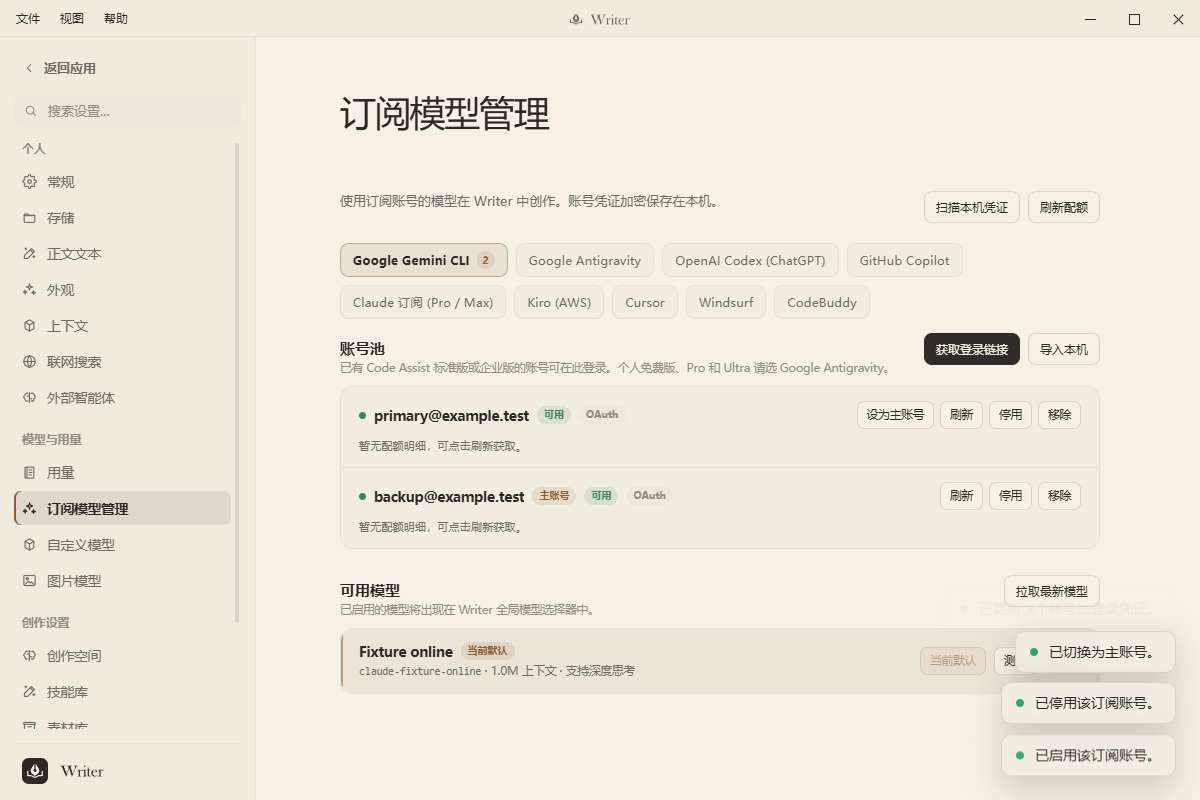 文件 视图 帮助
Writer
返回应用
搜索设置...
个人
常规
存储
正文文本
外观
上下文
联网搜索
外部智能体
模型与用量
用量
订阅模型管理
自定义模型
图片模型
创作设置
创作空间
技能库
素材库
Writer
订阅模型管理
使用订阅账号的模型在 Writer 中创作。账号凭证加密保存在本机。
扫描本机凭证 刷新配额
Google Gemini CLI 2 Google Antigravity OpenAI Codex (ChatGPT) GitHub Copilot
Claude 订阅 (Pro / Max) Kiro (AWS) Cursor Windsurf CodeBuddy
账号池
已有 Code Assist 标准版或企业版的账号可在此登录。个人免费版、Pro 和 Ultra 请选 Google Antigravity。
获取登录链接 导入本机
primary@example.test 可用 OAuth 设为主账号 刷新 停用 移除
暂无配额明细，可点击刷新获取。
backup@example.test 主账号 可用 OAuth 刷新 停用 移除
暂无配额明细，可点击刷新获取。
可用模型
已启用的模型将出现在 Writer 全局模型选择器中。
拉取最新模型
已更新这个账号的登录凭证。
Fixture online 当前默认
claude-fixture-online · 1.0M 上下文 · 支持深度思考
当前默认 测
已切换为主账号。
已停用该订阅账号。
已启用该订阅账号。